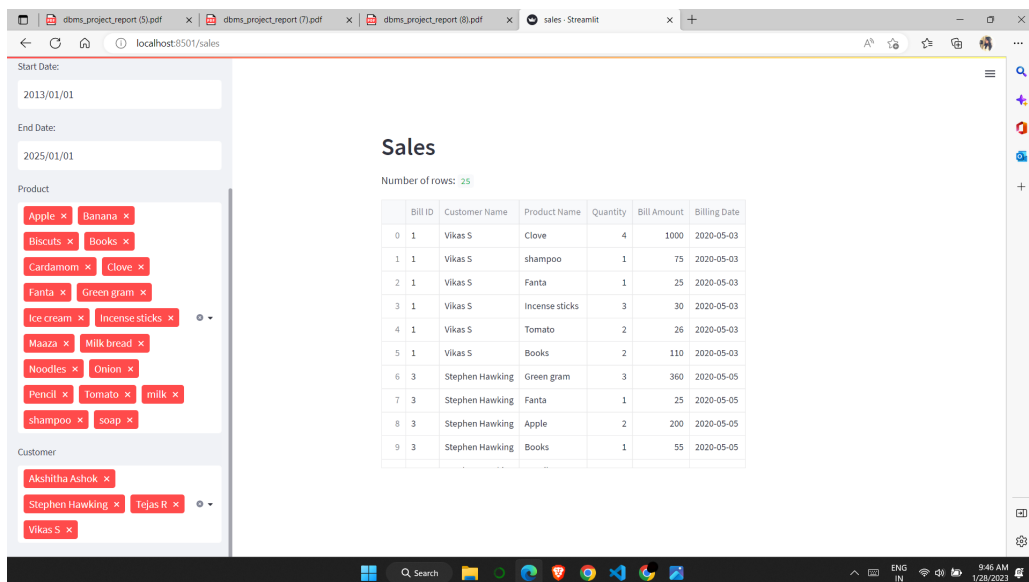 dbms_project_report (5).pdf
dbms_project_report (7).pdf
dbms_project_report (8).pdf
sales · Streamlit
localhost:8501/sales
Start Date:
2013/01/01
End Date:
2025/01/01
Product
Apple × Banana ×
Biscuts × Books ×
Cardamom × Clove ×
Fanta × Green gram ×
Ice cream × Incense sticks ×
Maaza × Milk bread ×
Noodles × Onion ×
Pencil × Tomato × milk ×
shampoo × soap ×
Customer
Akshitha Ashok ×
Stephen Hawking × Tejas R ×
Vikas S ×
Sales
Number of rows: 25
Bill ID Customer Name Product Name Quantity Bill Amount Billing Date
0 1 Vikas S Clove 4 1000 2020-05-03
1 1 Vikas S shampoo 1 75 2020-05-03
2 1 Vikas S Fanta 1 25 2020-05-03
3 1 Vikas S Incense sticks 3 30 2020-05-03
4 1 Vikas S Tomato 2 26 2020-05-03
5 1 Vikas S Books 2 110 2020-05-03
6 3 Stephen Hawking Green gram 3 360 2020-05-05
7 3 Stephen Hawking Fanta 1 25 2020-05-05
8 3 Stephen Hawking Apple 2 200 2020-05-05
9 3 Stephen Hawking Books 1 55 2020-05-05
Search
ENG
IN
9:46 AM
1/28/2023